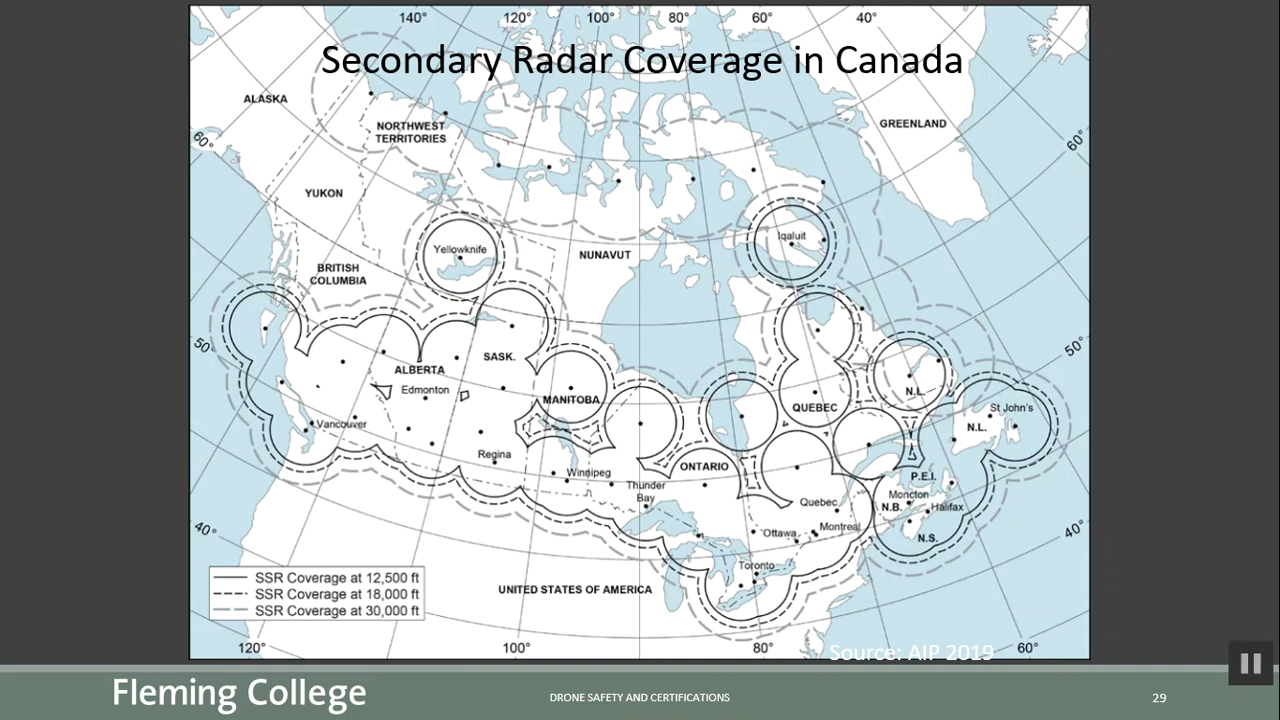 140°
120°
100°
80°
60°
40°
Secondary Radar Coverage in Canada
ALASKA
NORTHWEST
TERRITORIES
GREENLAND
60°
60°
YUKON
Iqaluit
Yellowknife
NUNAVUT
BRITISH
COLUMBIA
50°
50°
SASK.
ALBERTA
Edmonton
MANITOBA
N.L.
QUEBEC
St John's
N.L.
Vancouver
Regina
ONTARIO
Winnipeg
P.E.I.
Thunder
Bay
Moncton
Quebec
N.B.
Halifax
40°
40°
Ottawa
Montreal
N.S.
Toronto
SSR Coverage at 12,500 ft
SSR Coverage at 18,000 ft
SSR Coverage at 30,000 ft
UNITED STATES OF AMERICA
120°
100°
80°
60°
Source: AIP 2019
Fleming College
DRONE SAFETY AND CERTIFICATIONS
29